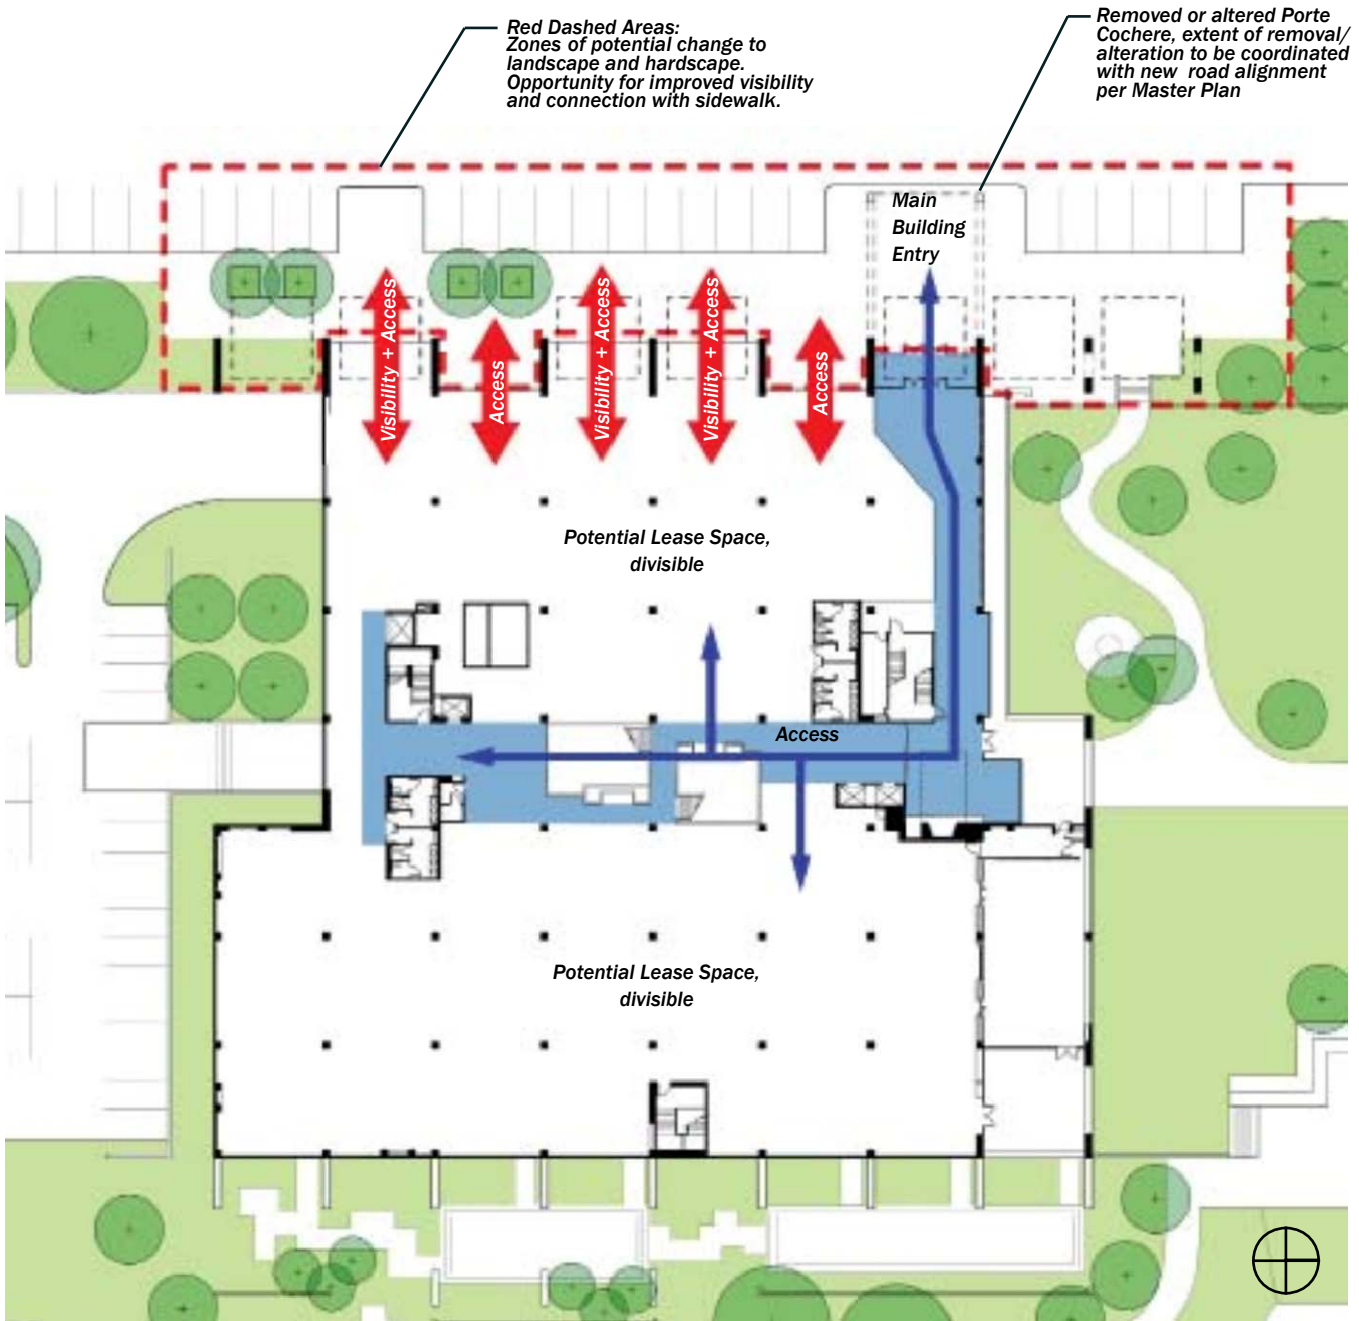 Red Dashed Areas:
Zones of potential change to
landscape and hardscape.
Opportunity for improved visibility
and connection with sidewalk.
Removed or altered Porte
Cochere, extent of removal/
alteration to be coordinated
with new road alignment
per Master Plan
Main
Building
Entry
Visibility + Access
Access
Visibility + Access
Visibility + Access
Access
Potential Lease Space,
divisible
Access
Potential Lease Space,
divisible